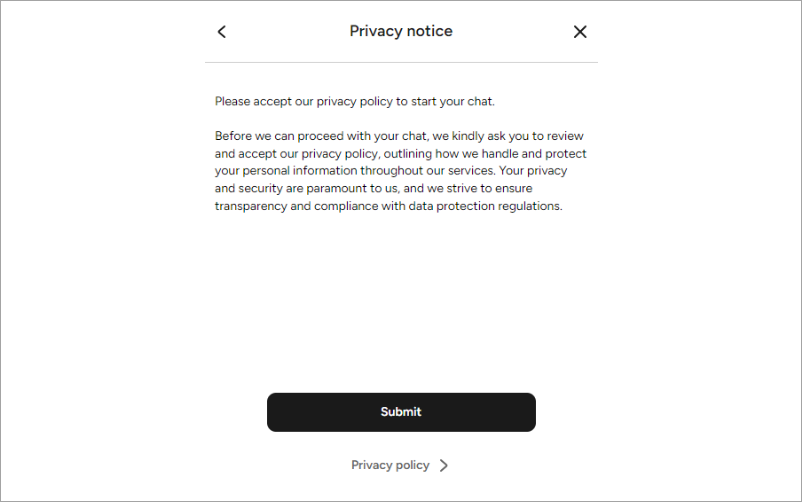 Privacy notice
Please accept our privacy policy to start your chat.
Before we can proceed with your chat, we kindly ask you to review
and accept our privacy policy, outlining how we handle and protect
your personal information throughout our services. Your privacy
and security are paramount to us, and we strive to ensure
transparency and compliance with data protection regulations.
Submit
Privacy policy